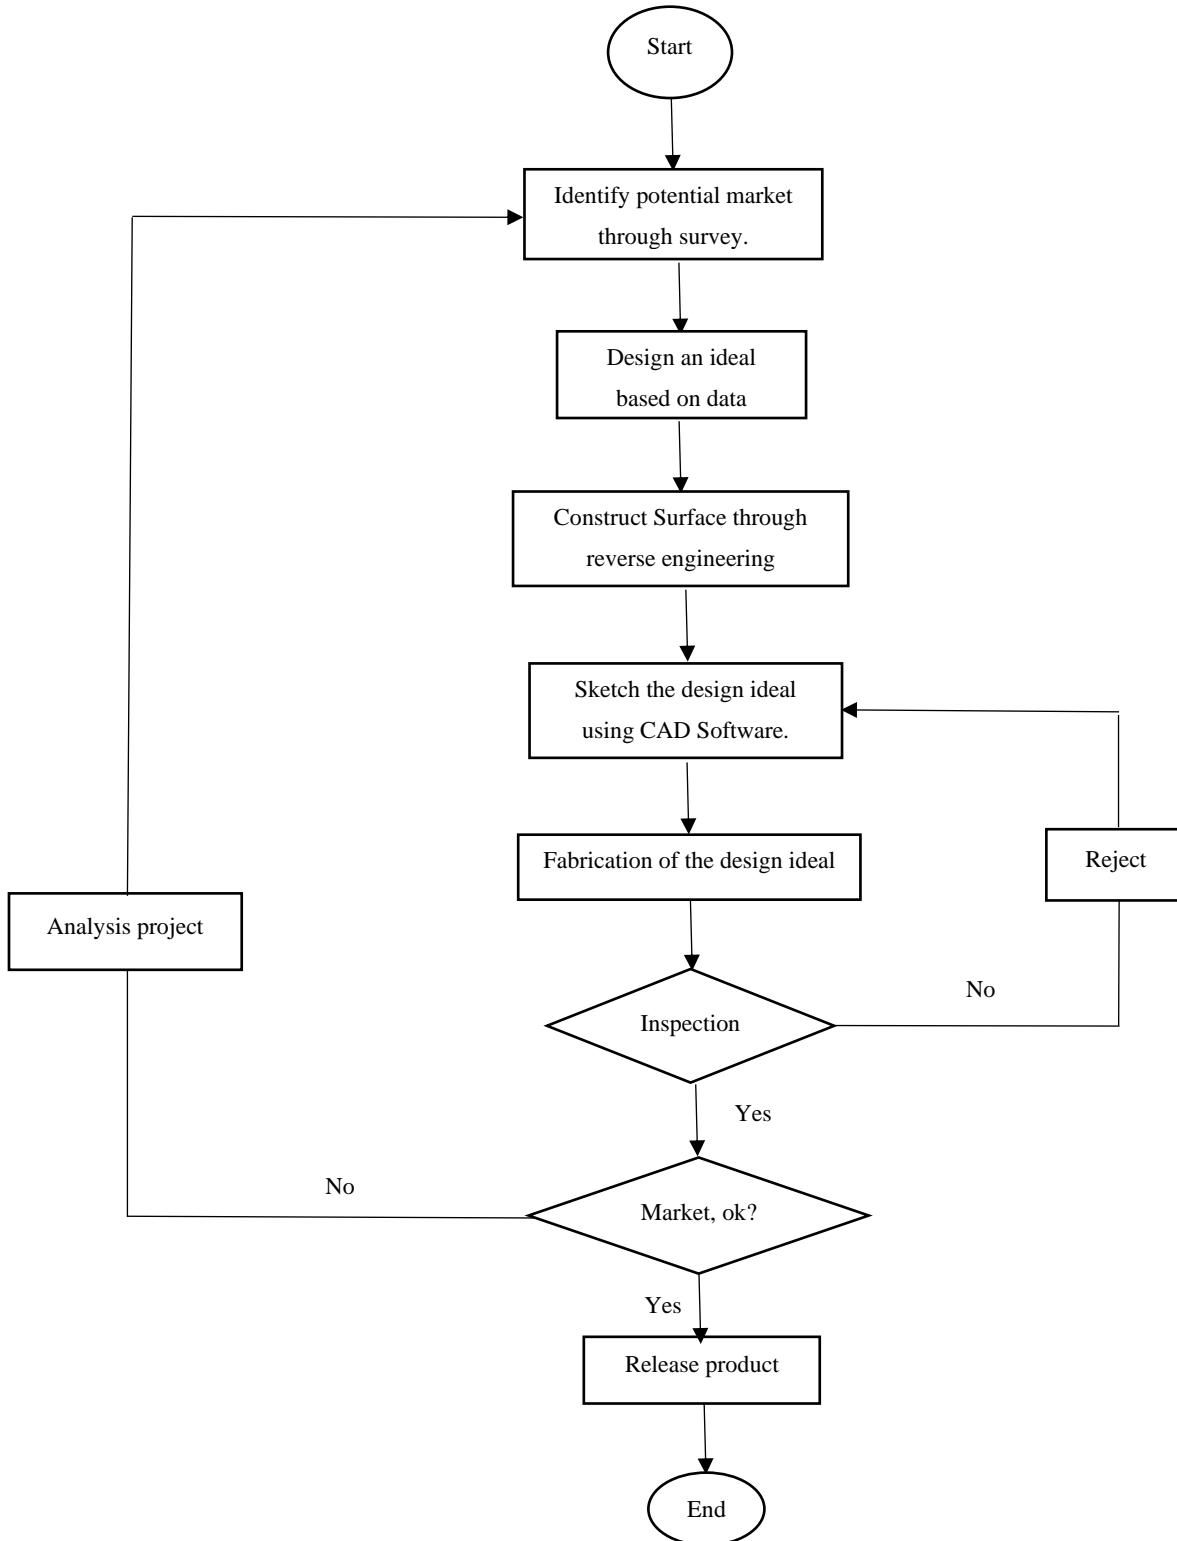 Start
Identify potential market
through survey.
Design an ideal
based on data
Construct Surface through
reverse engineering
Sketch the design ideal
using CAD Software.
Fabrication of the design ideal
Reject
Analysis project
No
Inspection
Yes
No
Market, ok?
Yes
Release product
End